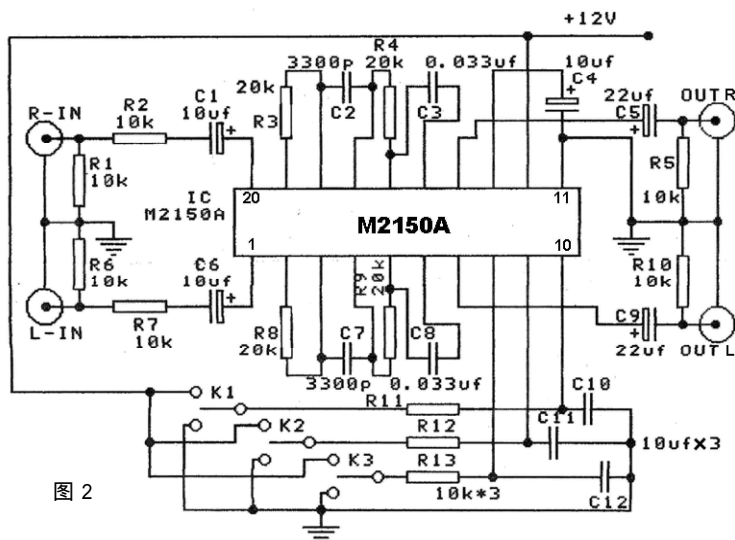 +12V
R4
3300p 20k 0.033uf 10uf
20k C4
C1 22uf OUTR
R-IN R2 10uf R3 C2 C3 C5
10k
R1 R5
10k IC 20 11 10k
M2150A
M2150A
1 10
R6 C6 R9 20k R10
10k 10uf 10k
L-IN R7 R8 C7 C8 C9
10k 20k 22uf OUTL
3300p 0.033uf
K1 R11 C10
K2 R12 C11 10uf×3
K3 R13
图 2 10k*3 C12